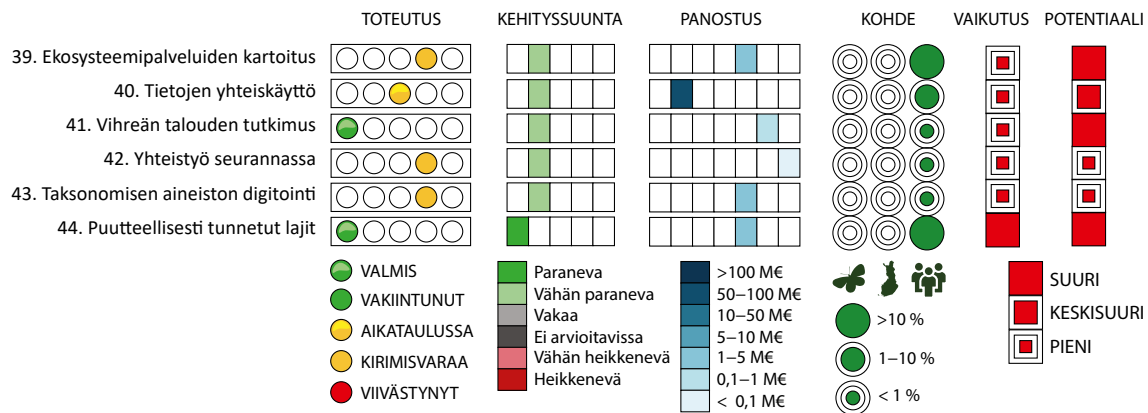 TOTEUTUS KEHITYSSUUNTA PANOSTUS KOHDE VAIKUTUS POTENTIAALI
39. Ekosysteemipalveluiden kartoitus
40. Tietojen yhteiskäyttö
41. Vihreän talouden tutkimus
42. Yhteistyö seurannassa
43. Taksonomisen aineiston digitointi
44. Puutteellisesti tunnetut lajit
VALMIS
VAKIINTUNUT
AIKATAULUSSA
KIRIMISVARAA
VIIVÄSTYNYT
Paraneva
Vähän paraneva
Vakaa
Ei arvioitavissa
Vähän heikkenevä
Heikkenevä
>100 M€
50–100 M€
10–50 M€
5–10 M€
1–5 M€
0,1–1 M€
< 0,1 M€
>10 %
1–10 %
< 1 %
SUURI
KESKISUURI
PIENI